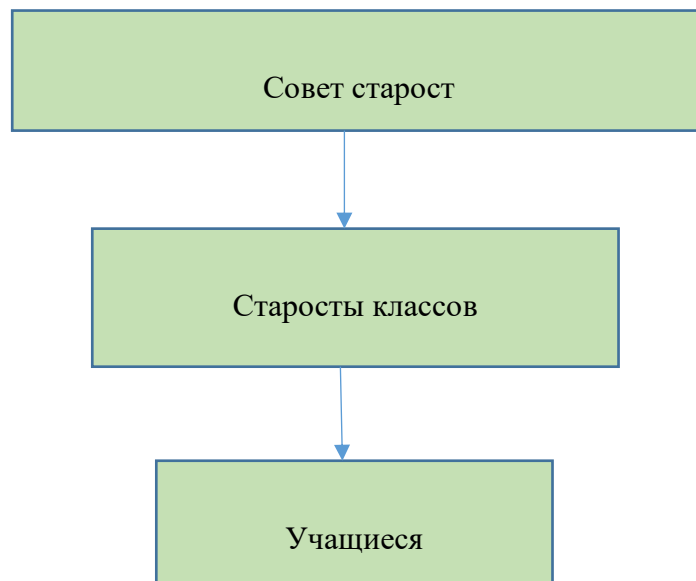 Совет старост
Старосты классов
Учащиеся